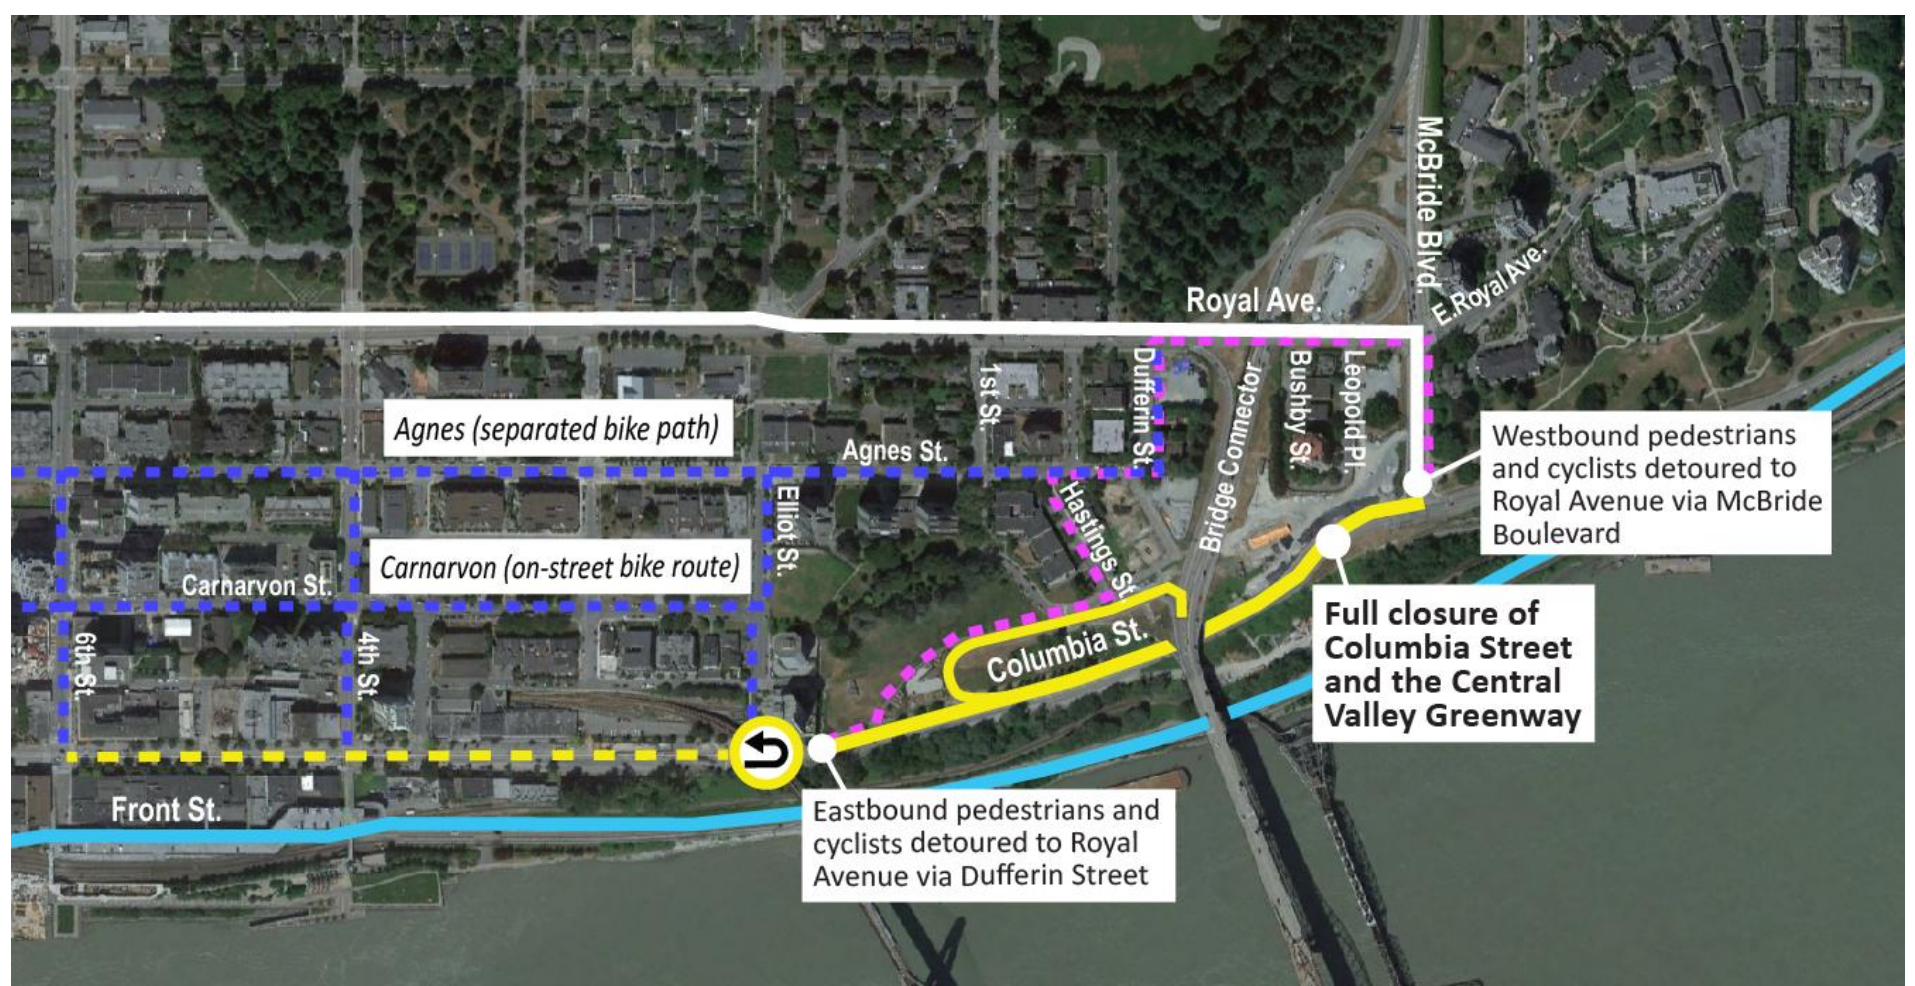 McBride Blvd.
Royal Ave.
E.Royal Ave.
Dufferin St.
1st St.
Bridge Connector
Bushby St.
Leopold Pl.
Agnes (separated bike path)
Agnes St.
Westbound pedestrians
and cyclists detoured to
Royal Avenue via McBride
Boulevard
Elliot St.
Hastings St.
Carnarvon (on-street bike route)
Carnarvon St.
Full closure of
Columbia Street
and the Central
Valley Greenway
6th St.
4th St.
Columbia St.
Front St.
Eastbound pedestrians and
cyclists detoured to Royal
Avenue via Dufferin Street